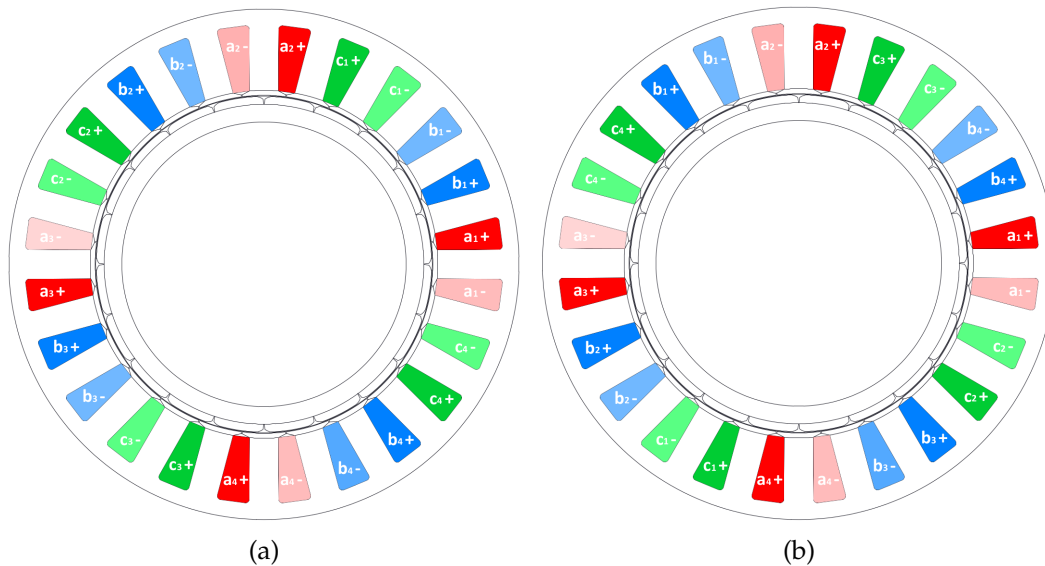 a₂- a₂+
b₂- c₁+
b₂+ c₁-
c₂+ b₁-
c₂- b₁+
a₃- a₁+
a₃+ a₁-
b₃+ c₄-
b₃- c₄+
c₃- b₄+
c₃+ b₄-
a₄+ a₄-
(a)
a₂- a₂+
b₁- c₃+
b₁+ c₃-
c₄+ b₄-
c₄- b₄+
a₃- a₁+
a₃+ a₁-
b₂+ c₂-
b₂- c₂+
c₁- b₃+
c₁+ b₃-
a₄+ a₄-
(b)